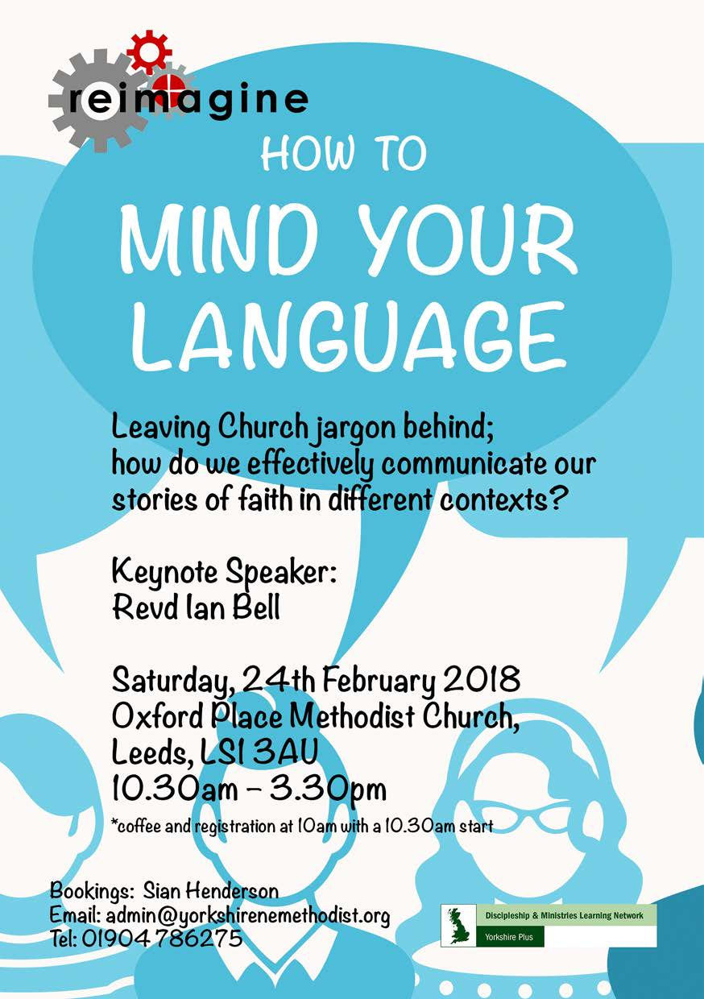 reimagine
HOW TO
MIND YOUR
LANGUAGE
Leaving Church jargon behind;
how do we effectively communicate our
stories of faith in different contexts?
Keynote Speaker:
Revd Ian Bell
Saturday, 24th February 2018
Oxford Place Methodist Church,
Leeds, LS1 3AU
10.30am – 3.30pm
*coffee and registration at 10am with a 10.30am start
Bookings: Sian Henderson
Email: admin@yorkshirenemethodist.org
Tel: 01904 786275
Discipleship & Ministries Learning Network
Yorkshire Plus